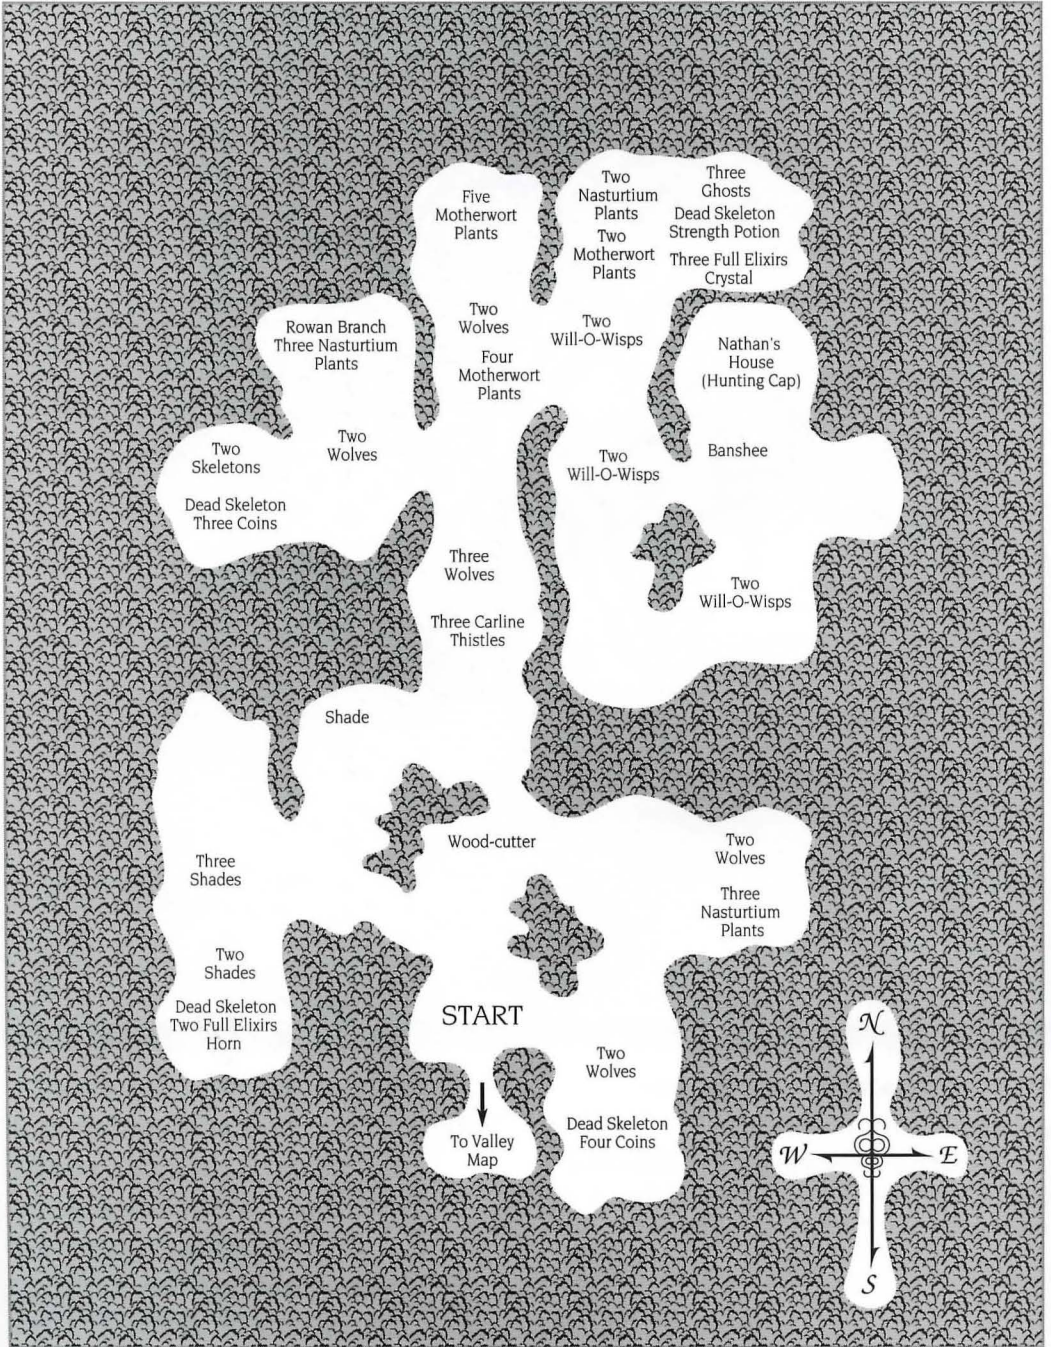 Five
Motherwort
Plants
Two
Nasturtium
Plants
Two
Motherwort
Plants
Three
Ghosts
Dead Skeleton
Strength Potion
Three Full Elixirs
Crystal
Rowan Branch
Three Nasturtium
Plants
Two
Wolves
Four
Motherwort
Plants
Two
Will-O-Wisps
Nathan's
House
(Hunting Cap)
Two
Skeletons
Dead Skeleton
Three Coins
Two
Wolves
Two
Will-O-Wisps
Banshee
Three
Wolves
Three Carline
Thistles
Two
Will-O-Wisps
Shade
Wood-cutter
Two
Wolves
Three
Nasturtium
Plants
Three
Shades
Two
Shades
Dead Skeleton
Two Full Elixirs
Horn
START
Two
Wolves
Dead Skeleton
Four Coins
To Valley
Map
N
W
E
S